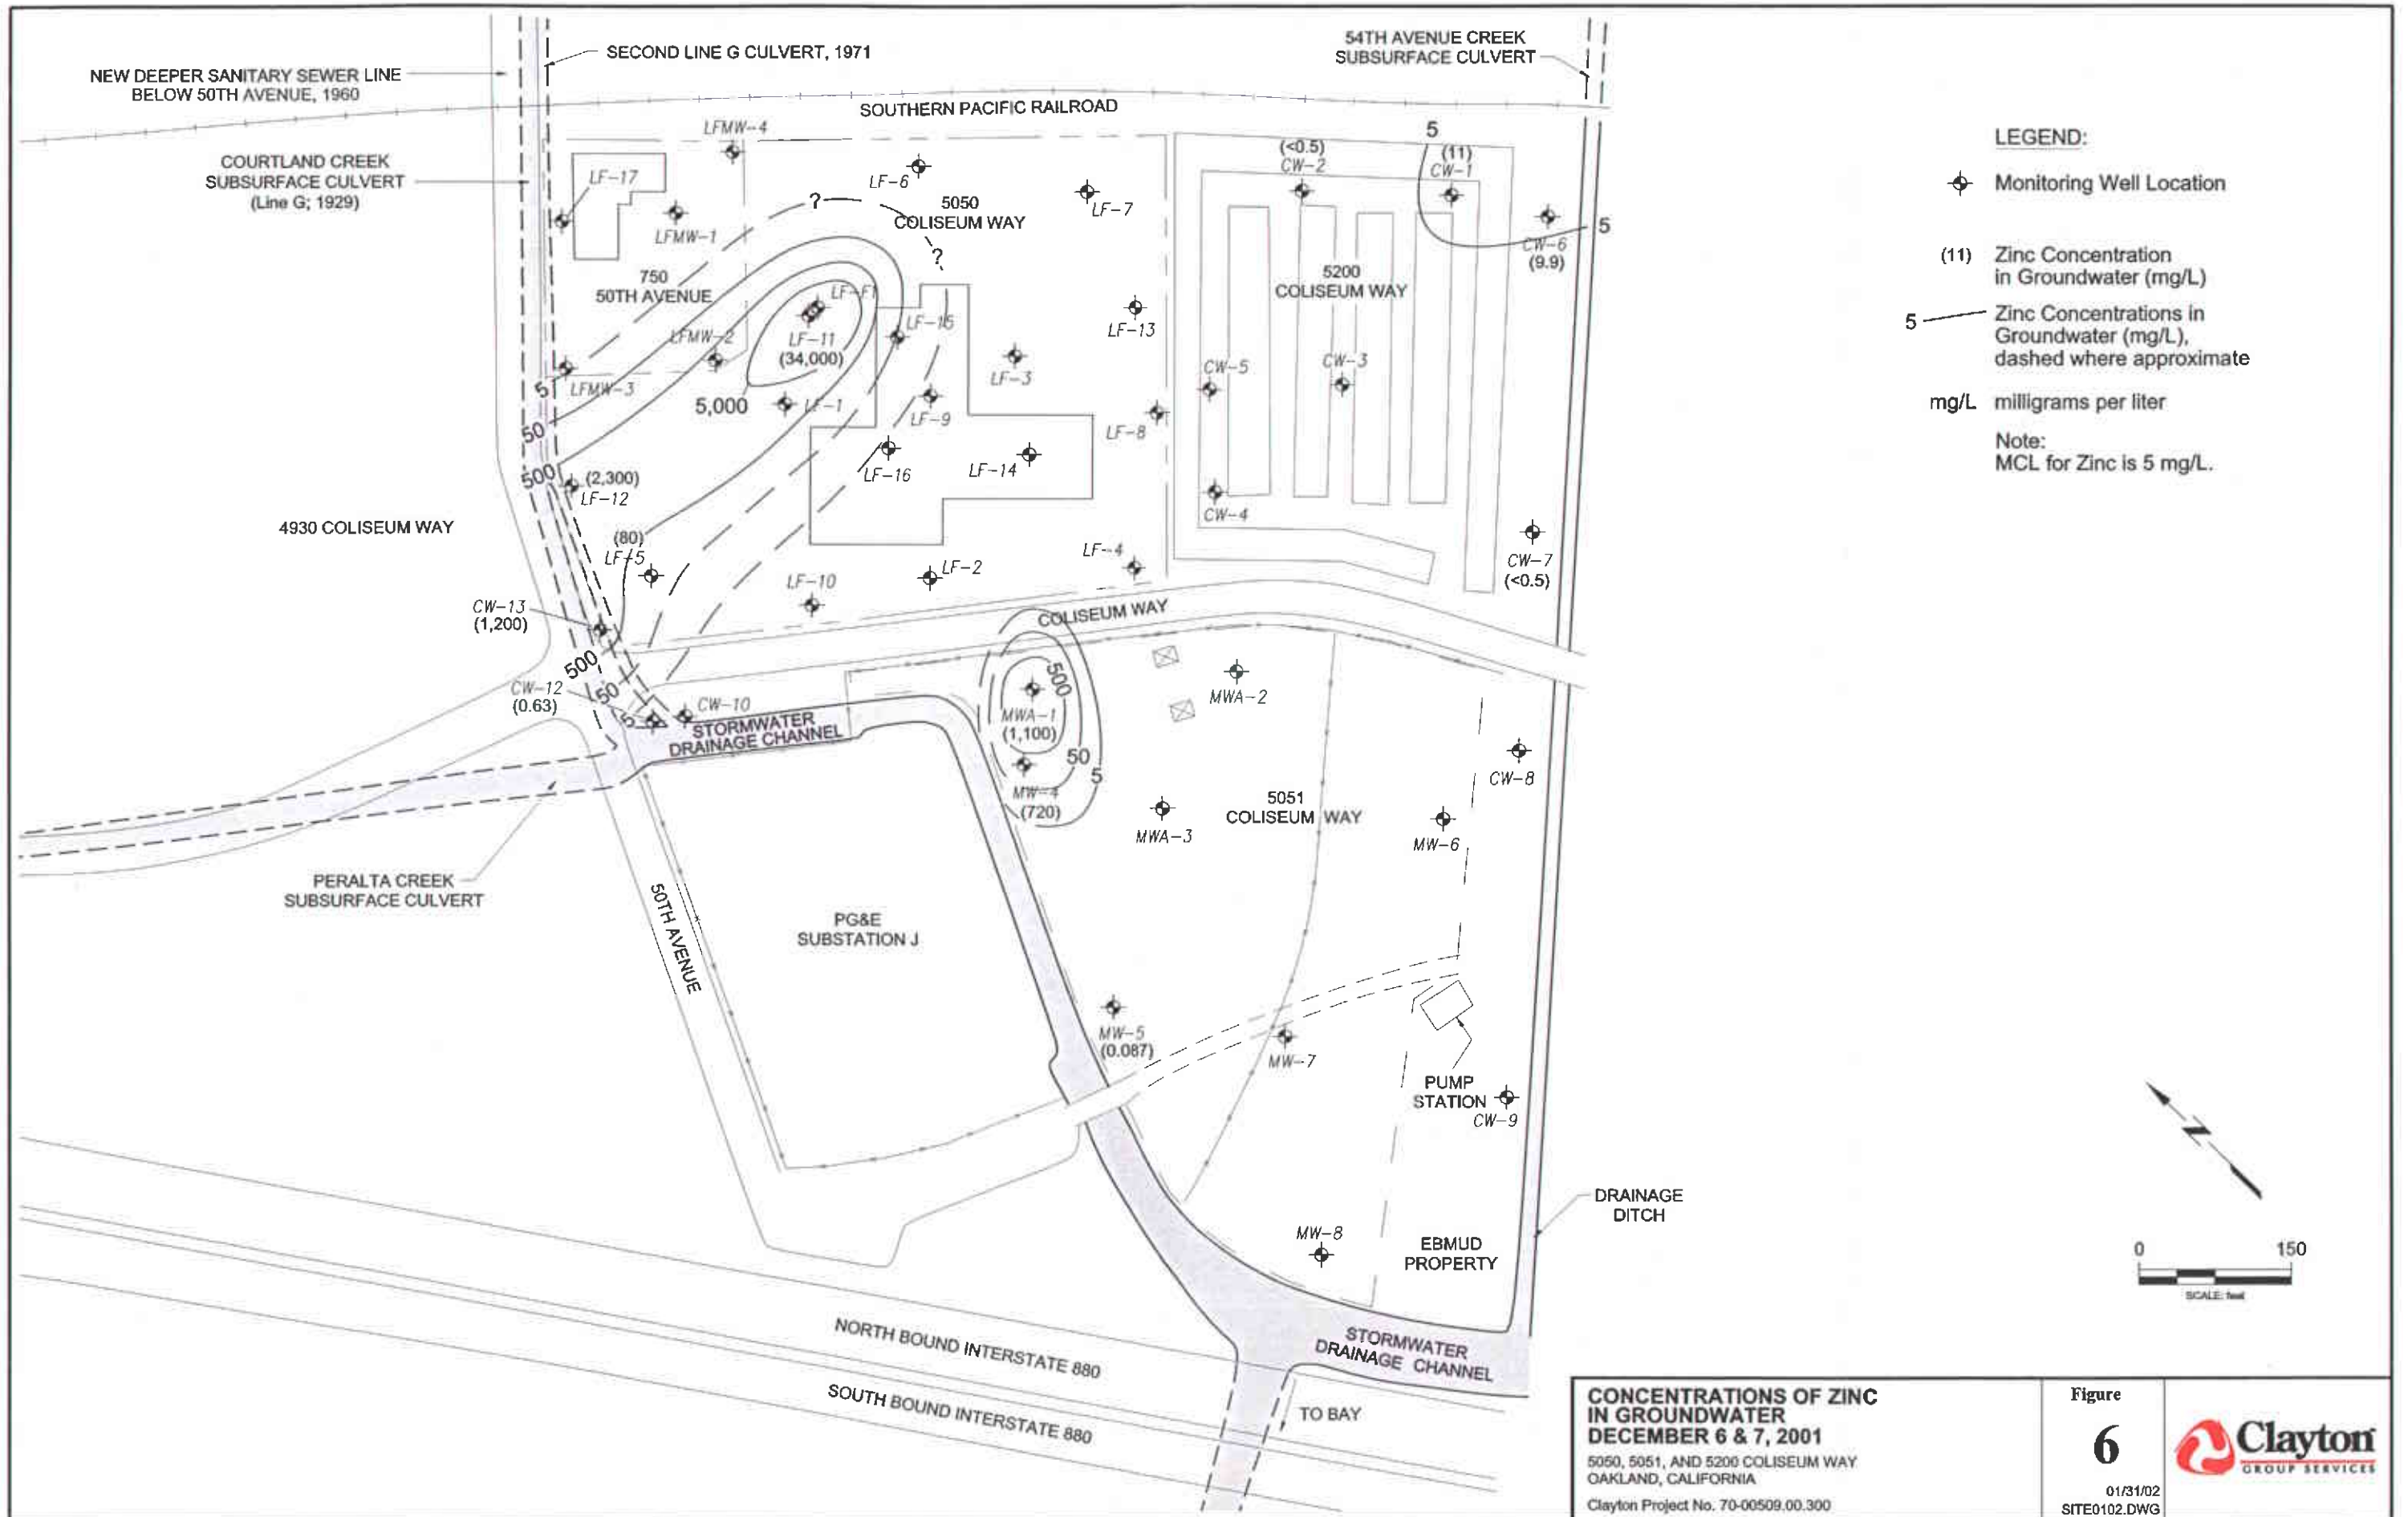 SECOND LINE G CULVERT, 1971
54TH AVENUE CREEK
SUBSURFACE CULVERT
NEW DEEPER SANITARY SEWER LINE
BELOW 50TH AVENUE, 1960
SOUTHERN PACIFIC RAILROAD
COURTLAND CREEK
SUBSURFACE CULVERT
(Line G; 1929)
LFMW-4
LF-17
LFMW-1
LF-6
LF-7
5050
COLISEUM WAY
?
?
750
50TH AVENUE
LF-F1
LF-11
(34,000)
LF-15
LFMW-2
LFMW-3
5,000
LF-1
LF-9
LF-3
LF-13
LF-8
LF-16
LF-14
5
50
500
(2,300)
LF-12
4930 COLISEUM WAY
(80)
LF-5
LF-10
LF-2
LF-4
CW-13
(1,200)
500
50
5
CW-12
(0.63)
CW-10
(<0.5)
CW-2
5
(11)
CW-1
5
CW-6
(9.9)
5200
COLISEUM WAY
CW-5
CW-3
CW-4
CW-7
(<0.5)
COLISEUM WAY
STORMWATER
DRAINAGE CHANNEL
500
MWA-1
(1,100)
50
5
MW-4
(720)
MWA-2
MWA-3
5051
COLISEUM WAY
CW-8
MW-6
PERALTA CREEK
SUBSURFACE CULVERT
50TH AVENUE
PG&E
SUBSTATION J
MW-5
(0.087)
MW-7
PUMP
STATION
CW-9
MW-8
EBMUD
PROPERTY
DRAINAGE
DITCH
STORMWATER
DRAINAGE CHANNEL
NORTH BOUND INTERSTATE 880
SOUTH BOUND INTERSTATE 880
TO BAY
LEGEND:
Monitoring Well Location
(11) Zinc Concentration
in Groundwater (mg/L)
5 Zinc Concentrations in
Groundwater (mg/L),
dashed where approximate
mg/L milligrams per liter
Note:
MCL for Zinc is 5 mg/L.
Z
0 150
SCALE: feet
CONCENTRATIONS OF ZINC
IN GROUNDWATER
DECEMBER 6 & 7, 2001
5050, 5051, AND 5200 COLISEUM WAY
OAKLAND, CALIFORNIA
Clayton Project No. 70-00509.00.300
Figure
6
01/31/02
SITE0102.DWG
Clayton
GROUP SERVICES